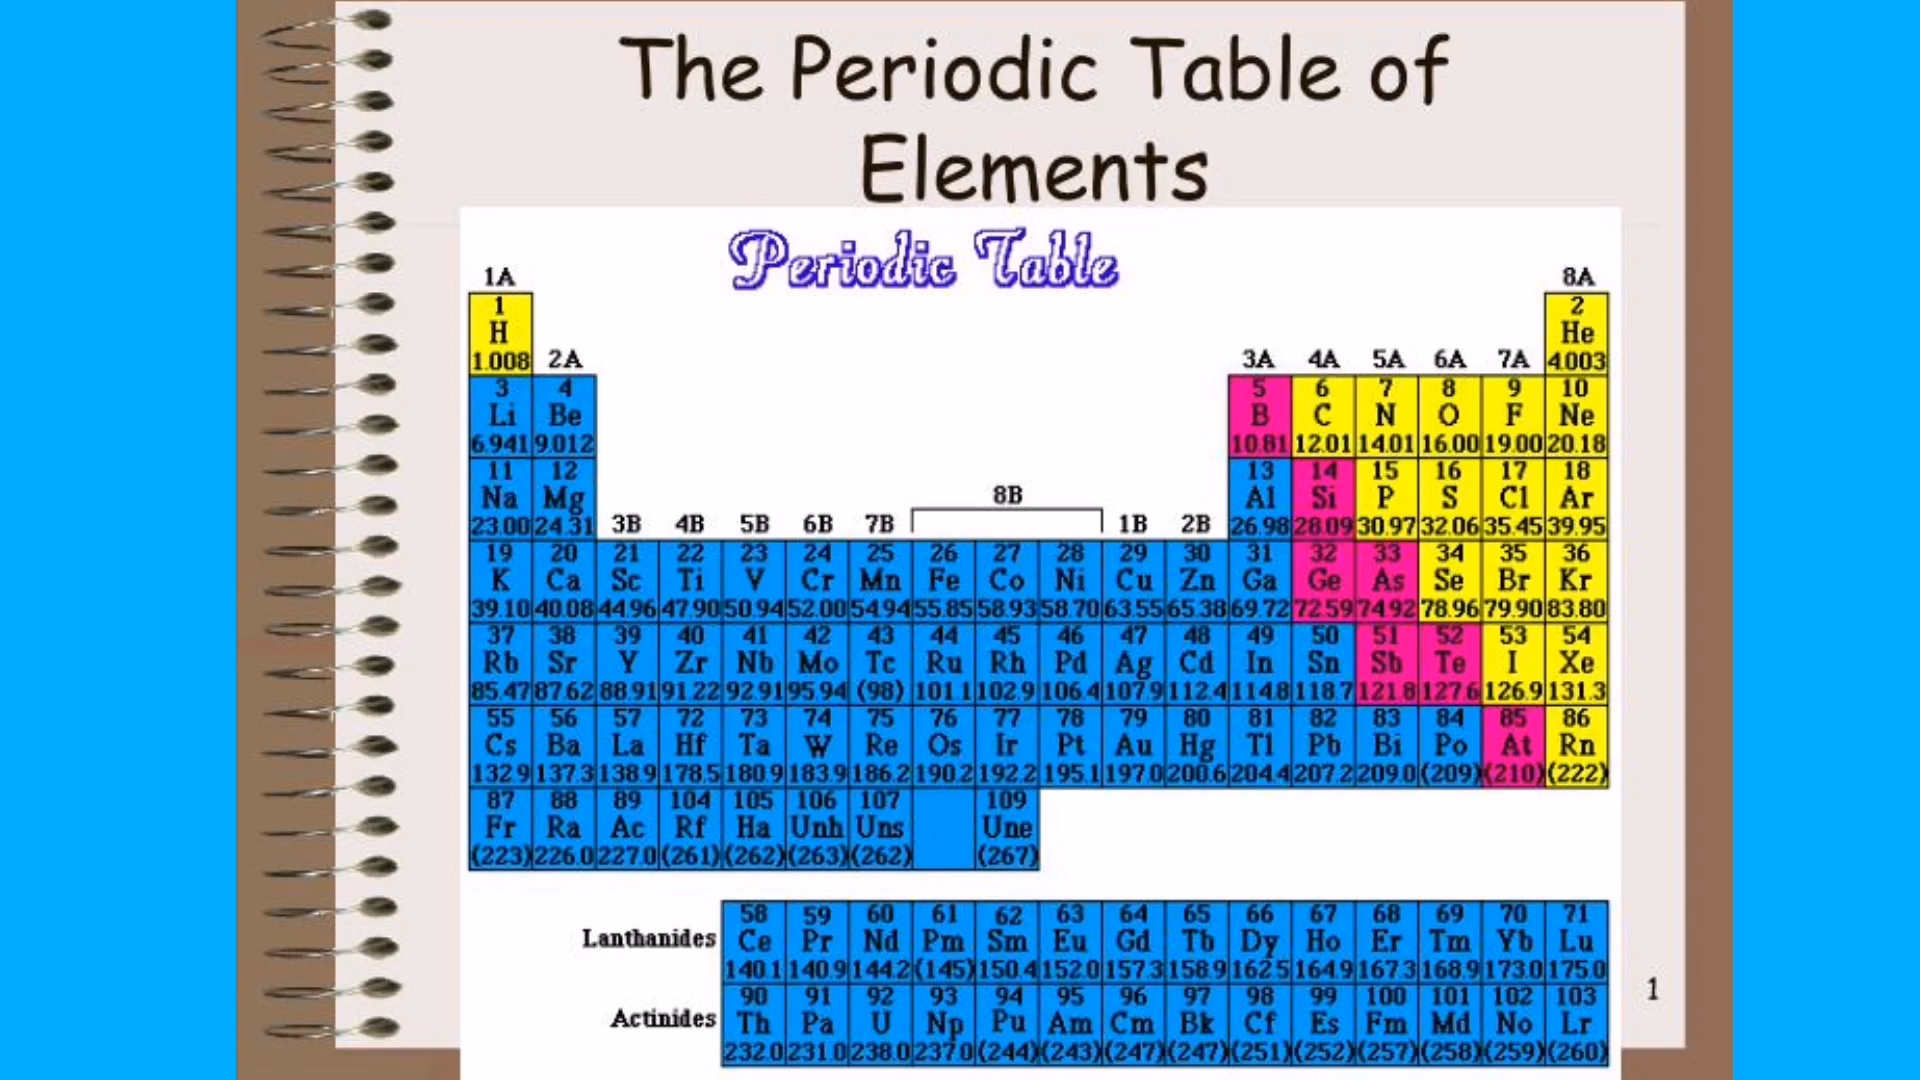 The Periodic Table of
Elements
Periodic Table
1A 8A
1 2
H He
1.008 2A 3A 4A 5A 6A 7A 4.003
3 4 5 6 7 8 9 10
Li Be B C N O F Ne
6.941 9.012 10.81 12.01 14.01 16.00 19.00 20.18
11 12 13 14 15 16 17 18
Na Mg 8B Al Si P S Cl Ar
23.00 24.31 3B 4B 5B 6B 7B 1B 2B 26.98 28.09 30.97 32.06 35.45 39.95
19 20 21 22 23 24 25 26 27 28 29 30 31 32 33 34 35 36
K Ca Sc Ti V Cr Mn Fe Co Ni Cu Zn Ga Ge As Se Br Kr
39.10 40.08 44.96 47.90 50.94 52.00 54.94 55.85 58.93 58.70 63.55 65.38 69.72 72.59 74.92 78.96 79.90 83.80
37 38 39 40 41 42 43 44 45 46 47 48 49 50 51 52 53 54
Rb Sr Y Zr Nb Mo Tc Ru Rh Pd Ag Cd In Sn Sb Te I Xe
85.47 87.62 88.91 91.22 92.91 95.94 (98) 101.1 102.9 106.4 107.9 112.4 114.8 118.7 121.8 127.6 126.9 131.3
55 56 57 72 73 74 75 76 77 78 79 80 81 82 83 84 85 86
Cs Ba La Hf Ta W Re Os Ir Pt Au Hg Tl Pb Bi Po At Rn
132.9 137.3 138.9 178.5 180.9 183.9 186.2 190.2 192.2 195.1 197.0 200.6 204.4 207.2 209.0 (209) (210) (222)
87 88 89 104 105 106 107 109
Fr Ra Ac Rf Ha Unh Uns Une
(223) 226.0 227.0 (261) (262) (263) (262) (267)
58 59 60 61 62 63 64 65 66 67 68 69 70 71
Lanthanides Ce Pr Nd Pm Sm Eu Gd Tb Dy Ho Er Tm Yb Lu
140.1 140.9 144.2 (145) 150.4 152.0 157.3 158.9 162.5 164.9 167.3 168.9 173.0 175.0
90 91 92 93 94 95 96 97 98 99 100 101 102 103 1
Actinides Th Pa U Np Pu Am Cm Bk Cf Es Fm Md No Lr
232.0 231.0 238.0 237.0 (244) (243) (247) (247) (251) (252) (257) (258) (259) (260)